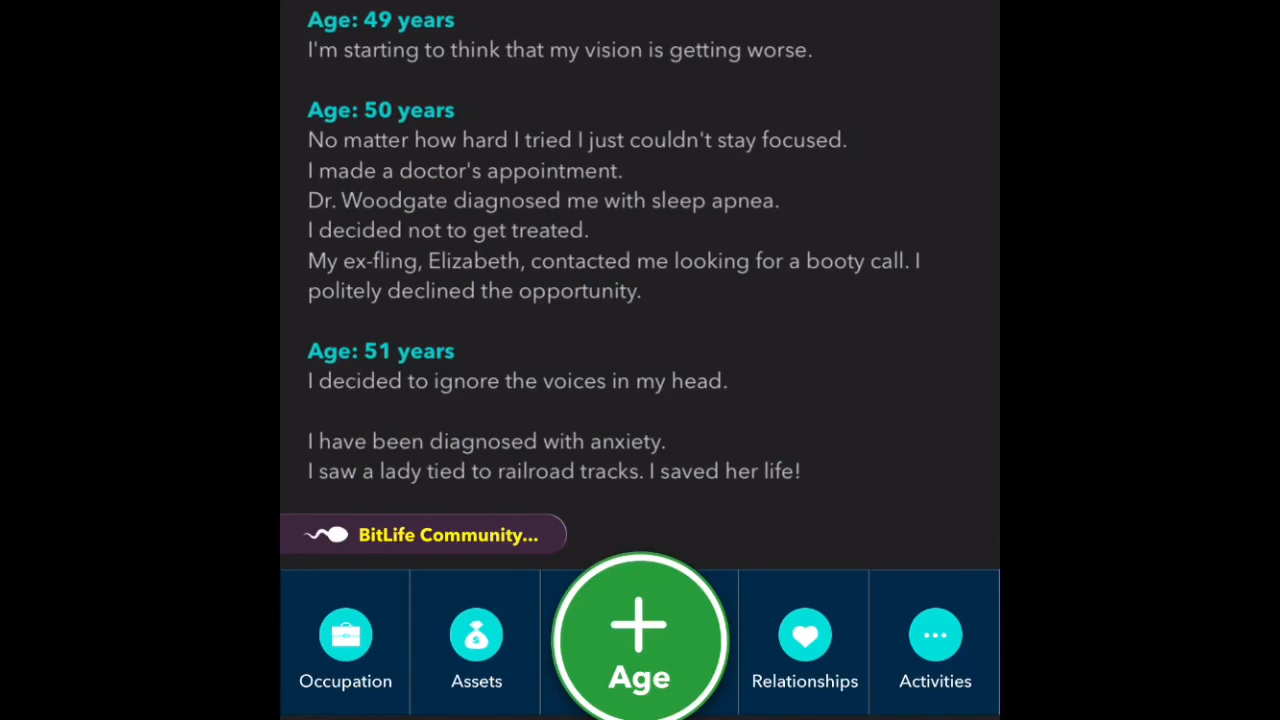 Age: 49 years
I'm starting to think that my vision is getting worse.
Age: 50 years
No matter how hard I tried I just couldn't stay focused.
I made a doctor's appointment.
Dr. Woodgate diagnosed me with sleep apnea.
I decided not to get treated.
My ex-fling, Elizabeth, contacted me looking for a booty call. I
politely declined the opportunity.
Age: 51 years
I decided to ignore the voices in my head.
I have been diagnosed with anxiety.
I saw a lady tied to railroad tracks. I saved her life!
BitLife Community...
Occupation
Assets
Age
Relationships
Activities